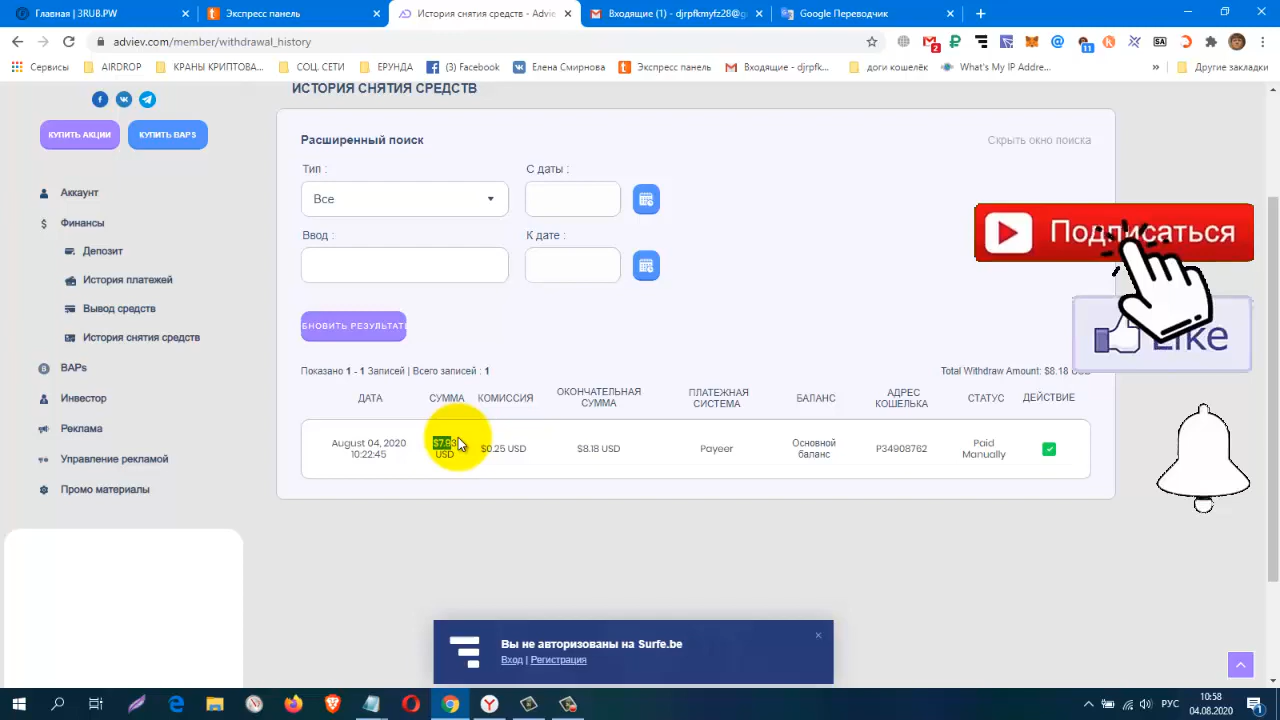 Главная | 3RUB.PW
Экспресс панель
История снятия средств - Advie
Входящие (1) - djrpfkmyfz28@g
Google Переводчик
adviev.com/member/withdrawal_history
2
11
SA
Сервисы
AIRDROP
КРАНЫ КРИПТОВА...
СОЦ. СЕТИ
ЕРУНДА
(3) Facebook
Елена Смирнова
Экспресс панель
Входящие - djrpfk...
доги кошелёк
What's My IP Addre...
»
Другие закладки
ИСТОРИЯ СНЯТИЯ СРЕДСТВ
КУПИТЬ АКЦИИ
КУПИТЬ BAPS
Аккаунт
Финансы
Депозит
История платежей
Вывод средств
История снятия средств
BAPs
Инвестор
Реклама
Управление рекламой
Промо материалы
Расширенный поиск
Скрыть окно поиска
Тип :
С даты :
Все
Ввод :
К дате :
БНОВИТЬ РЕЗУЛЬТАТ
Подписаться
Like
Показано 1 - 1 Записей | Всего записей : 1
Total Withdraw Amount: $8.18
ДАТА
СУММА
КОМИССИЯ
ОКОНЧАТЕЛЬНАЯ
СУММА
ПЛАТЕЖНАЯ
СИСТЕМА
БАЛАНС
АДРЕС
КОШЕЛЬКА
СТАТУС
ДЕЙСТВИЕ
August 04, 2020
10:22:45
$7.93
USD
$0.25 USD
$8.18 USD
Payeer
Основной
баланс
P34908762
Paid
Manually
Вы не авторизованы на Surfe.be
Вход | Регистрация
РУС
10:58
04.08.2020
1